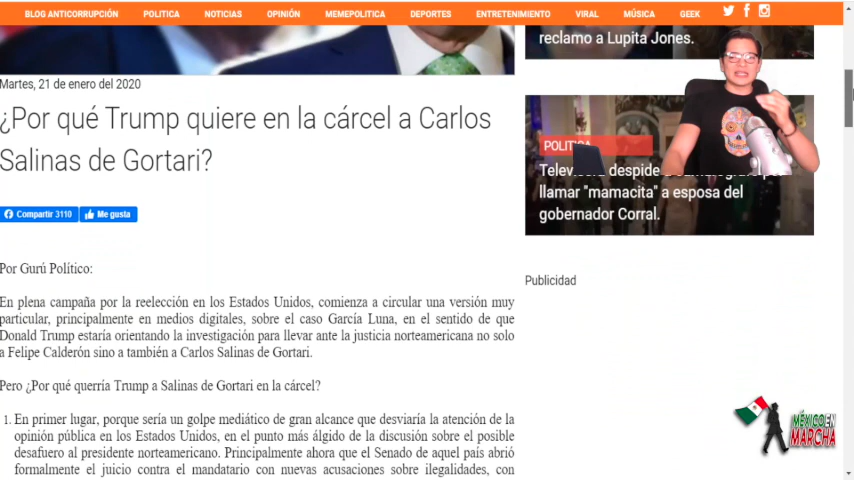 BLOG ANTICORRUPCIÓN POLITICA NOTICIAS OPINIÓN MEMEPOLITICA DEPORTES ENTRETENIMIENTO VIRAL MÚSICA GEEK
reclamo a Lupita Jones.
Martes, 21 de enero del 2020
¿Por qué Trump quiere en la cárcel a Carlos
Salinas de Gortari?
Compartir 3110 Me gusta
POLITICA
Televisa despide a
llamar "mamacita" a esposa del
gobernador Corral.
Publicidad
Por Gurú Político:
En plena campaña por la reelección en los Estados Unidos, comienza a circular una versión muy
particular, principalmente en medios digitales, sobre el caso García Luna, en el sentido de que
Donald Trump estaría orientando la investigación para llevar ante la justicia norteamericana no solo
a Felipe Calderón sino a también a Carlos Salinas de Gortari.
Pero ¿Por qué querría Trump a Salinas de Gortari en la cárcel?
1. En primer lugar, porque sería un golpe mediático de gran alcance que desviaría la atención de la
opinión pública en los Estados Unidos, en el punto más álgido de la discusión sobre el posible
desafuero al presidente norteamericano. Principalmente ahora que el Senado de aquel país abrió
formalmente el juicio contra el mandatario con nuevas acusaciones sobre ilegalidades, con
MÉXICO EN
MARCHA